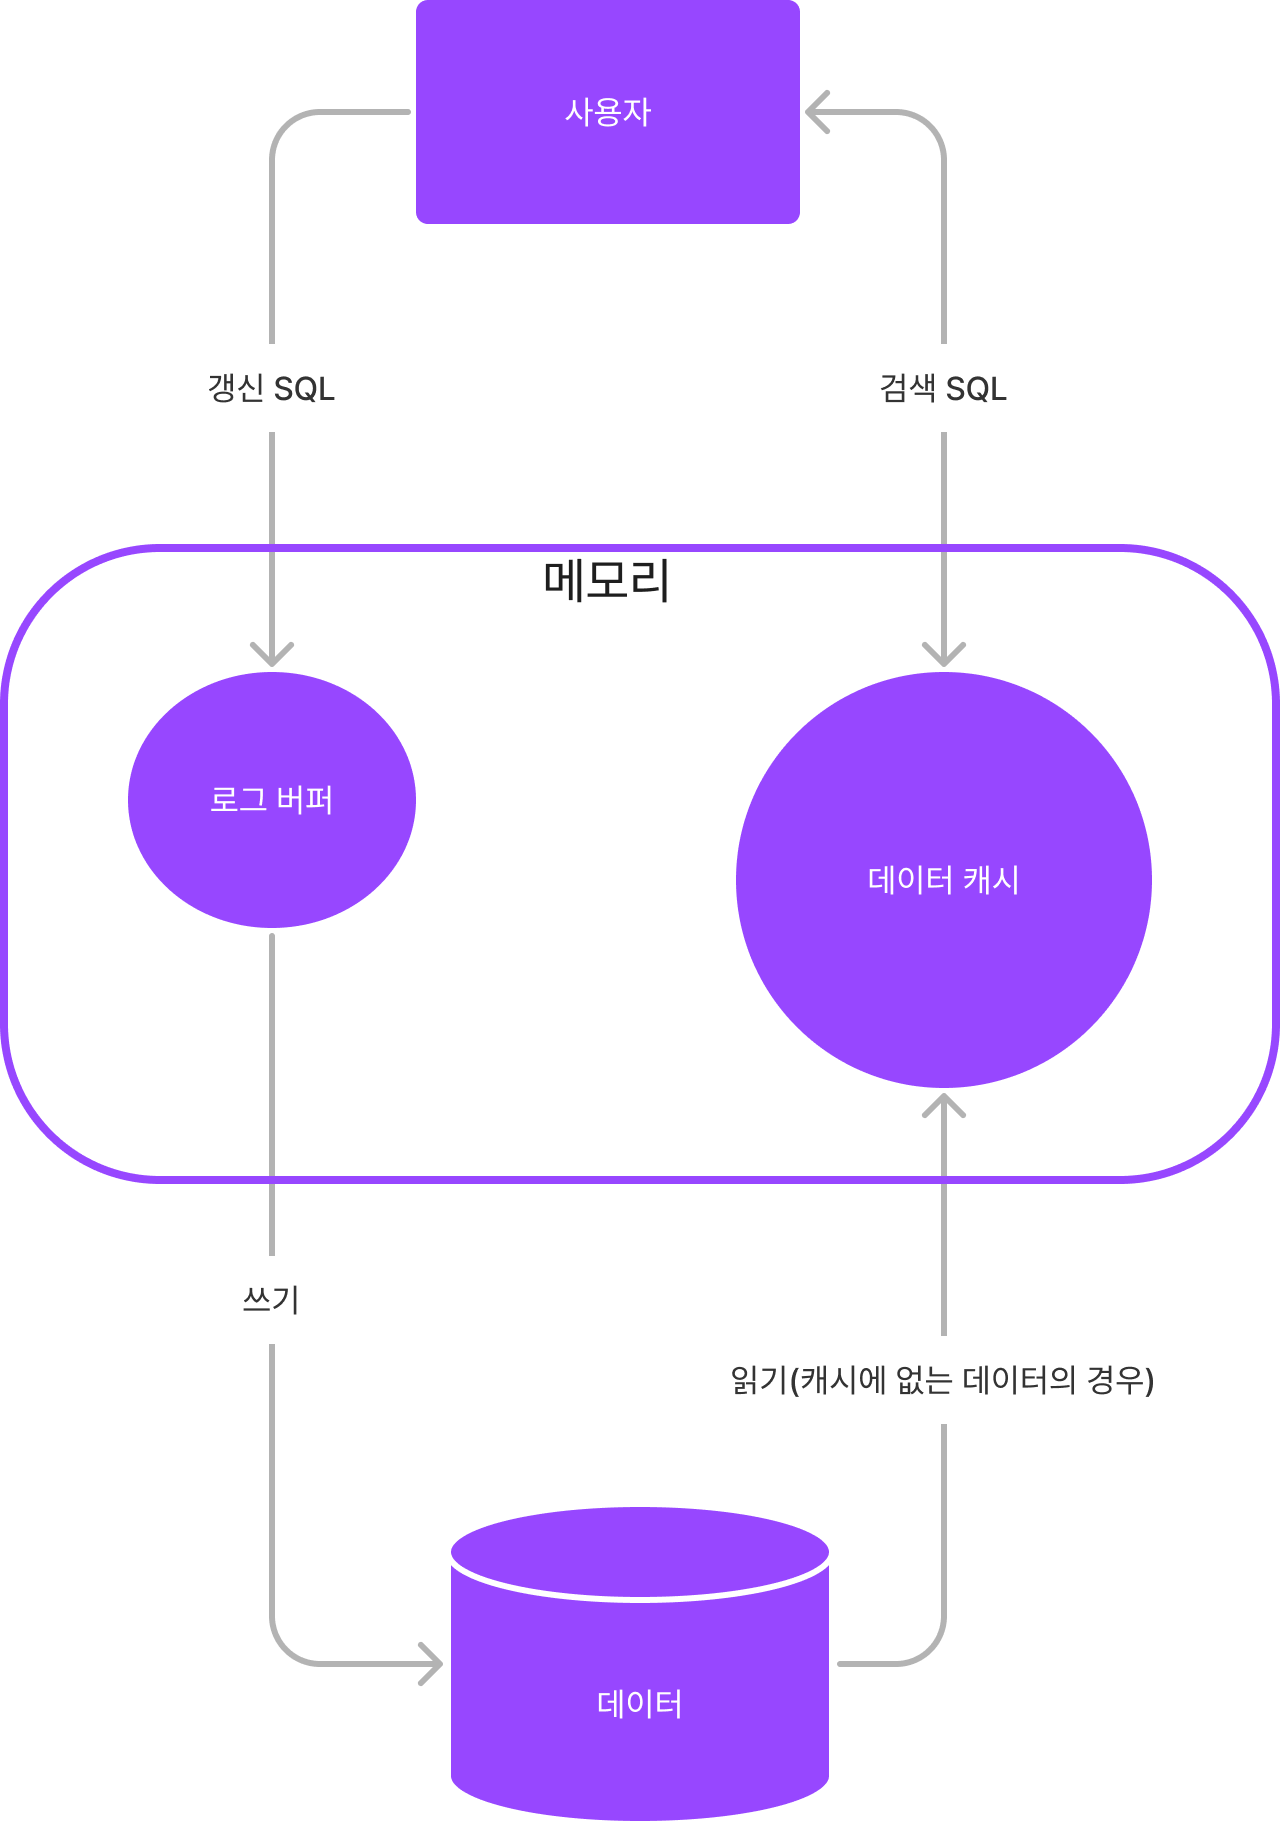 사용자
갱신 SQL
검색 SQL
메모리
로그 버퍼
데이터 캐시
쓰기
읽기(캐시에 없는 데이터의 경우)
데이터